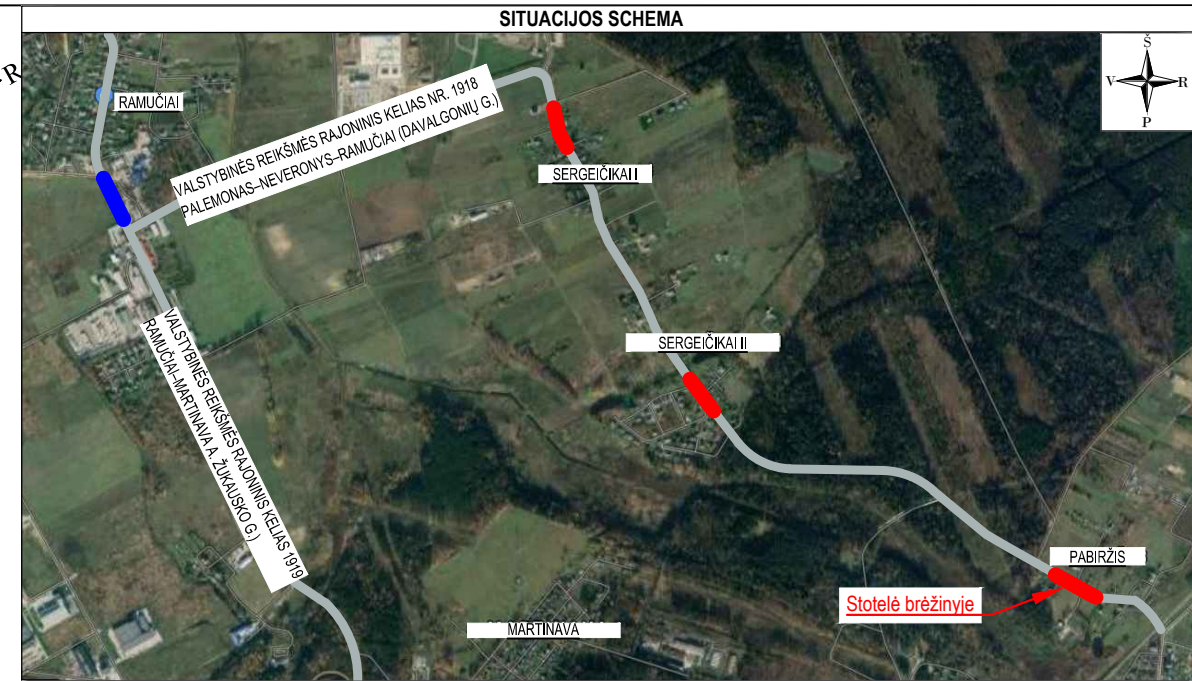 SITUACIJOS SCHEMA
Š
V
R
P
R
RAMUČIAI
VALSTYBINĖS REIKŠMĖS RAJONINIS KELIAS NR. 1918
PALEMONAS–NEVERONYS–RAMUČIAI (DAVALGONIŲ G.)
SERGEIČIKAI I
SERGEIČIKAI II
VALSTYBINĖS REIKŠMĖS RAJONINIS KELIAS 1919
RAMUČIAI–MARTINAVA A. ŽUKAUSKO G.)
PABIRŽIS
Stotelė brėžinyje
MARTINAVA